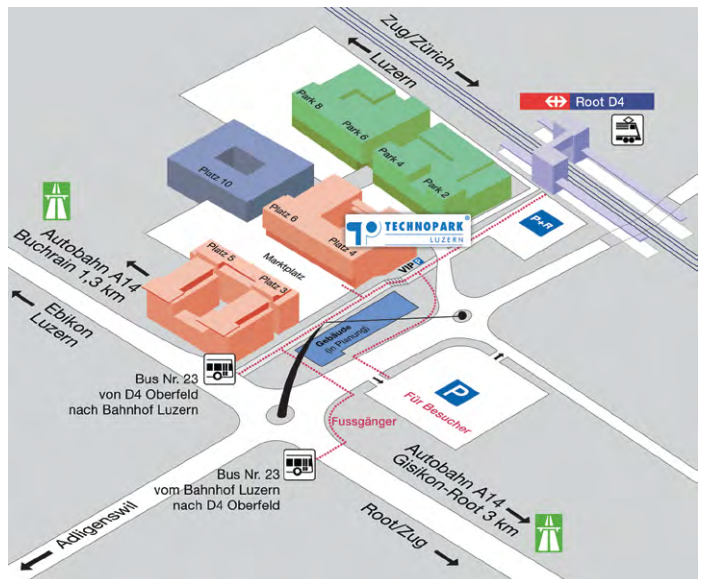 Zug/Zürich
Luzern
Root D4
Park 8
Park 6
Park 4
Park 2
Platz 10
P+R
Platz 6
Platz 4
TECHNOPARK®
LUZERN
Autobahn A14
Buchrain 1,3 km
Platz 5
Platz 3
Marktplatz
VIP P
Ebikon
Luzern
Gebäude
(in Planung)
Bus Nr. 23
von D4 Oberfeld
nach Bahnhof Luzern
P
Für Besucher
Fussgänger
Autobahn A14
Gisikon-Root 3 km
Bus Nr. 23
vom Bahnhof Luzern
nach D4 Oberfeld
Adligenswil
Root/Zug